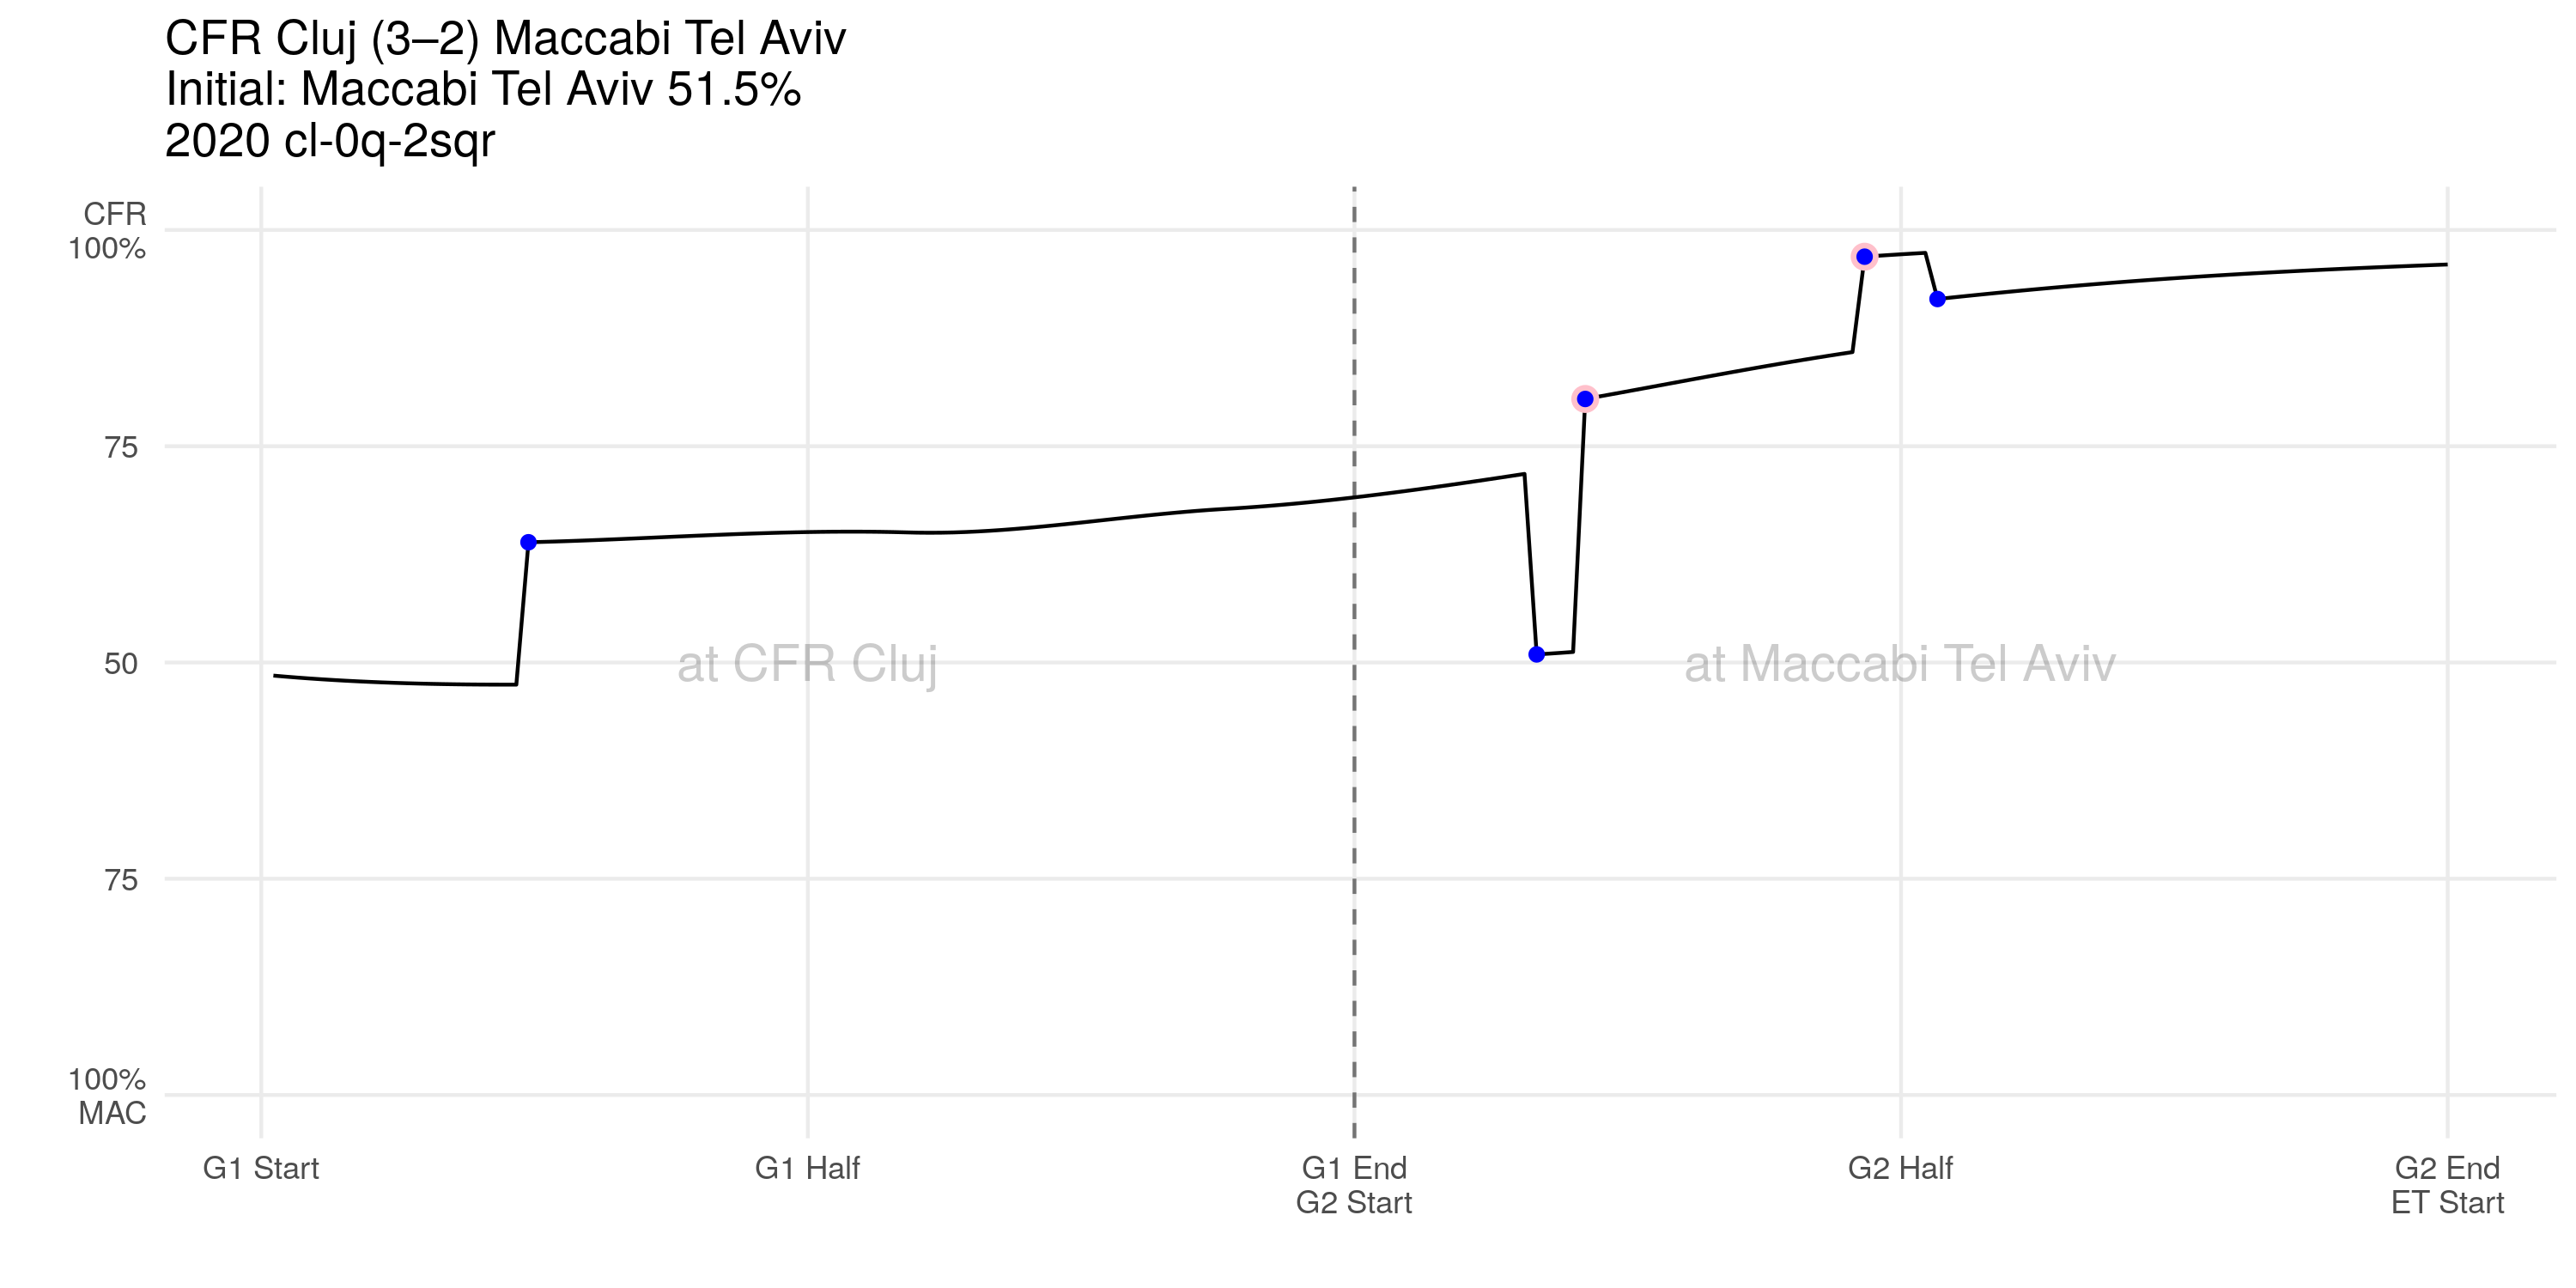 CFR Cluj (3–2) Maccabi Tel Aviv
Initial: Maccabi Tel Aviv 51.5%
2020 cl-0q-2sqr
CFR
100%
75
50
75
100%
MAC
at CFR Cluj
at Maccabi Tel Aviv
G1 Start
G1 Half
G1 End
G2 Start
G2 Half
G2 End
ET Start